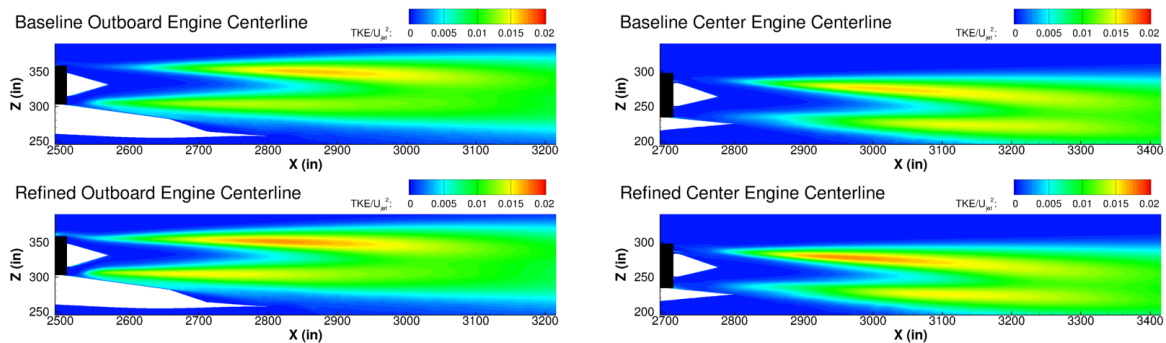 Baseline Outboard Engine Centerline
TKE/U_jet^2: 0 0.005 0.01 0.015 0.02
Z (in)
350
300
250
2500 2600 2700 2800 2900 3000 3100 3200
X (in)
Baseline Center Engine Centerline
TKE/U_jet^2: 0 0.005 0.01 0.015 0.02
Z (in)
300
250
200
2700 2800 2900 3000 3100 3200 3300 3400
X (in)
Refined Outboard Engine Centerline
TKE/U_jet^2: 0 0.005 0.01 0.015 0.02
Z (in)
350
300
250
2500 2600 2700 2800 2900 3000 3100 3200
X (in)
Refined Center Engine Centerline
TKE/U_jet^2: 0 0.005 0.01 0.015 0.02
Z (in)
300
250
200
2700 2800 2900 3000 3100 3200 3300 3400
X (in)